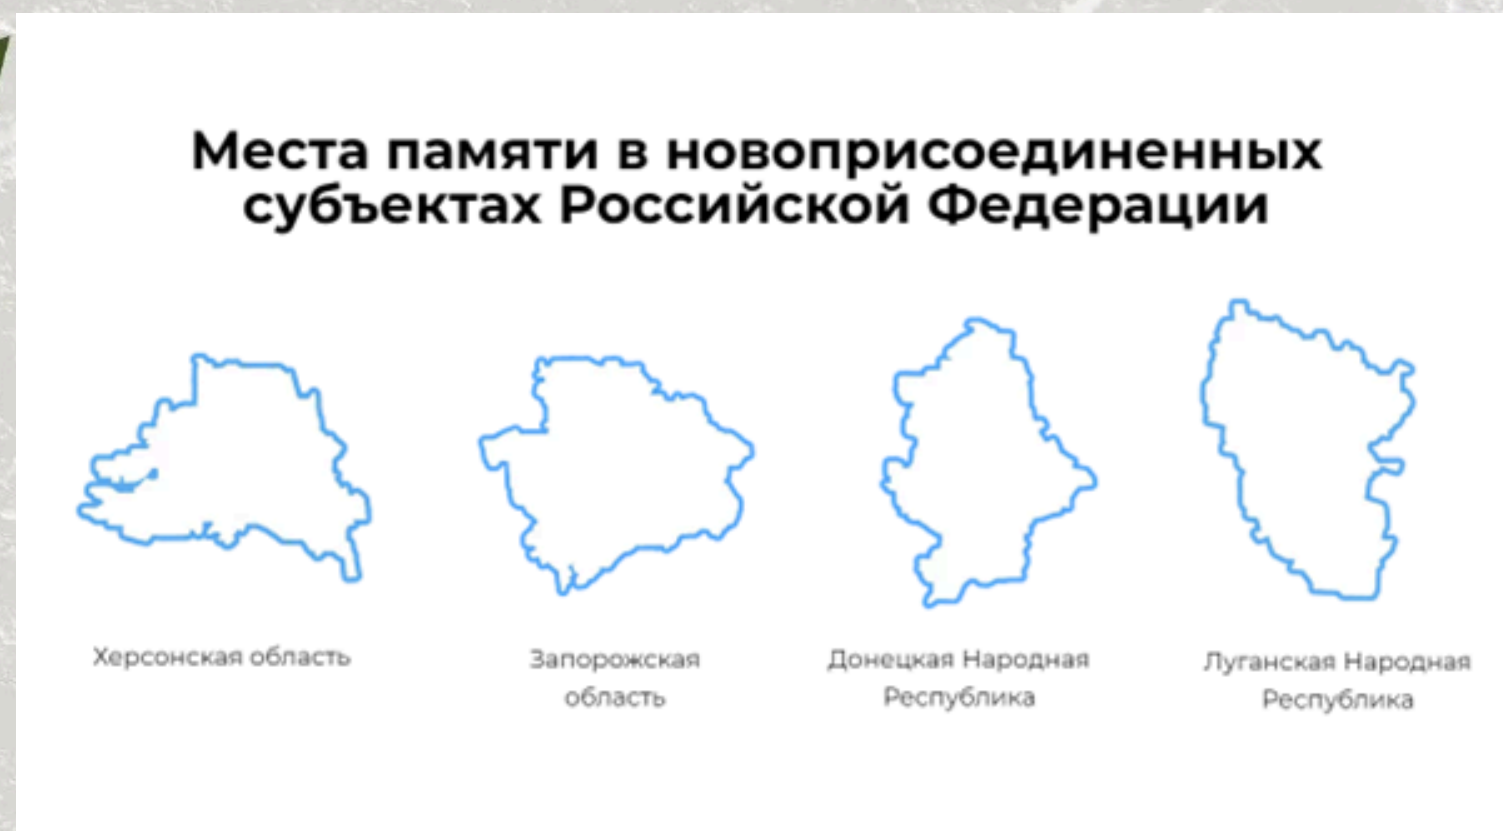 Места памяти в новоприсоединенных
субъектах Российской Федерации
Херсонская область
Запорожская
область
Донецкая Народная
Республика
Луганская Народная
Республика